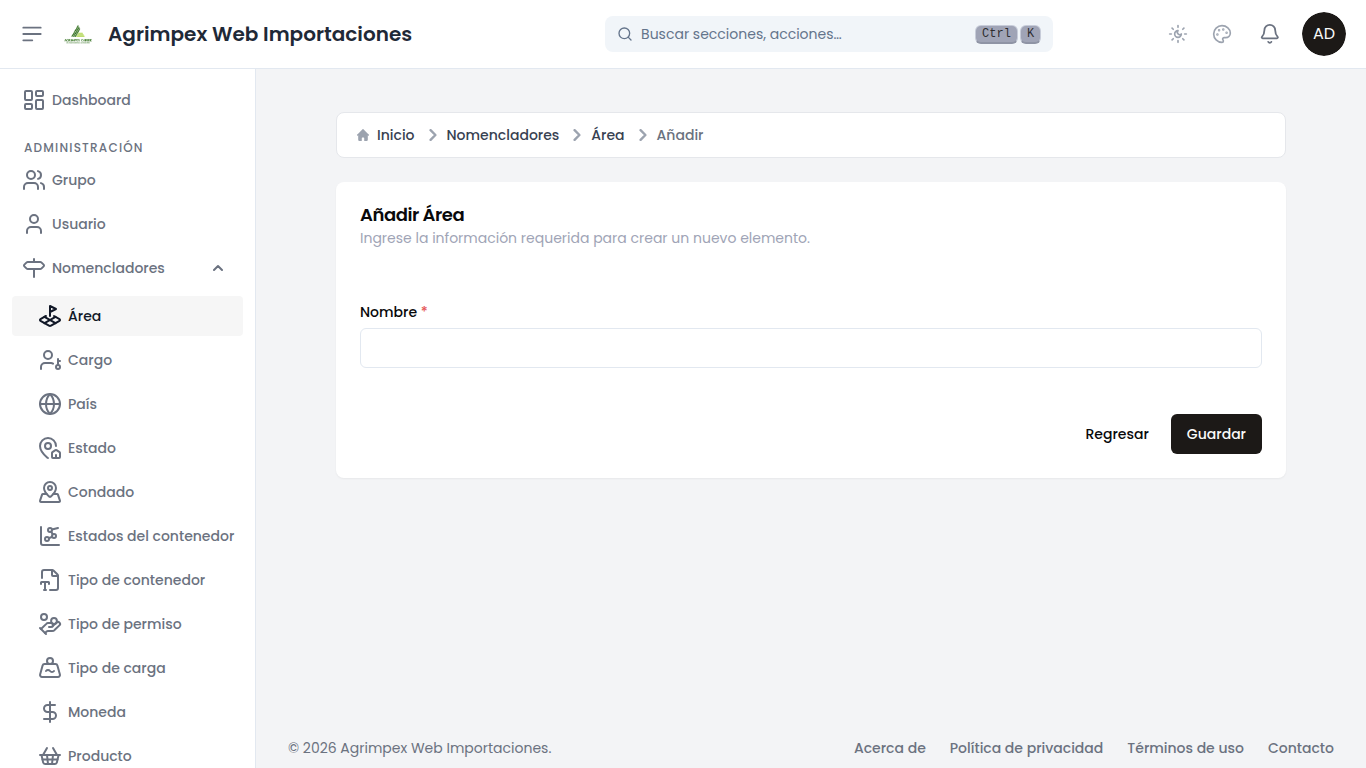 Agrimpex Web Importaciones
Buscar secciones, acciones...
Ctrl K
AD
Dashboard
ADMINISTRACIÓN
Grupo
Usuario
Nomencladores
Área
Cargo
País
Estado
Condado
Estados del contenedor
Tipo de contenedor
Tipo de permiso
Tipo de carga
Moneda
Producto
Inicio
Nomencladores
Área
Añadir
Añadir Área
Ingrese la información requerida para crear un nuevo elemento.
Nombre *
Regresar
Guardar
© 2026 Agrimpex Web Importaciones.
Acerca de
Política de privacidad
Términos de uso
Contacto